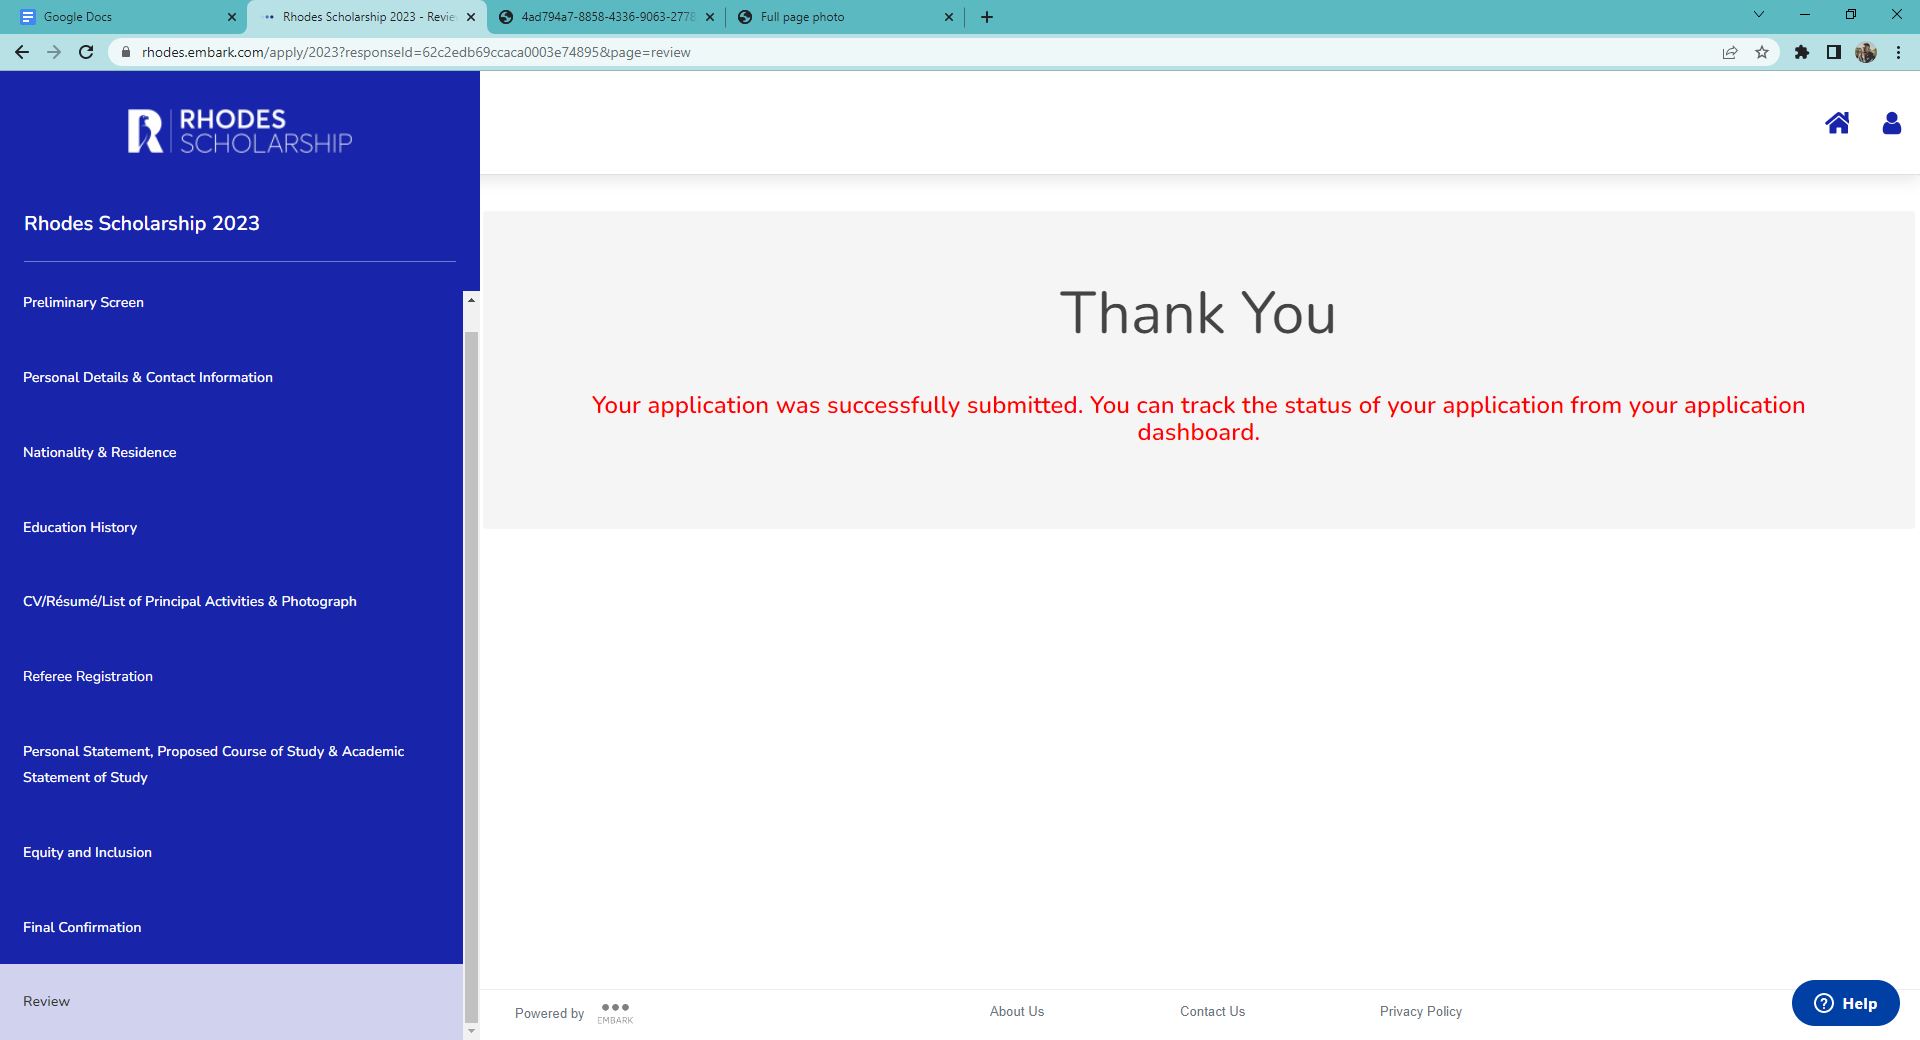 Google Docs
Rhodes Scholarship 2023 - Revie
4ad794a7-8858-4336-9063-2778
Full page photo
rhodes.embark.com/apply/2023?responseId=62c2edb69ccaca0003e74895&page=review
RHODES
SCHOLARSHIP
Rhodes Scholarship 2023
Preliminary Screen
Personal Details & Contact Information
Nationality & Residence
Education History
CV/Résumé/List of Principal Activities & Photograph
Referee Registration
Personal Statement, Proposed Course of Study & Academic
Statement of Study
Equity and Inclusion
Final Confirmation
Review
Thank You
Your application was successfully submitted. You can track the status of your application from your application
dashboard.
Powered by
EMBARK
About Us
Contact Us
Privacy Policy
Help